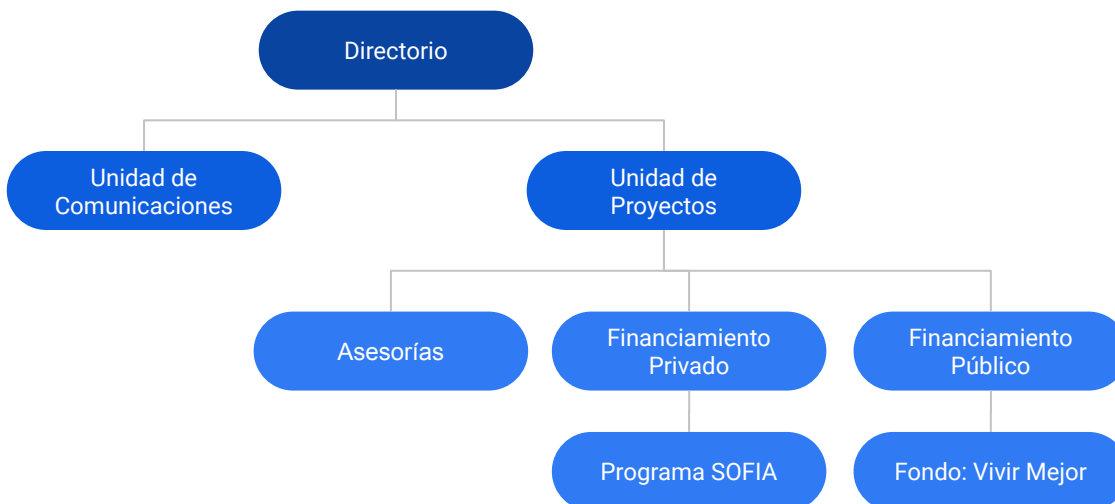 Directorio
Unidad de
Comunicaciones
Unidad de
Proyectos
Asesorías
Financiamiento
Privado
Financiamiento
Público
Programa SOFIA
Fondo: Vivir Mejor